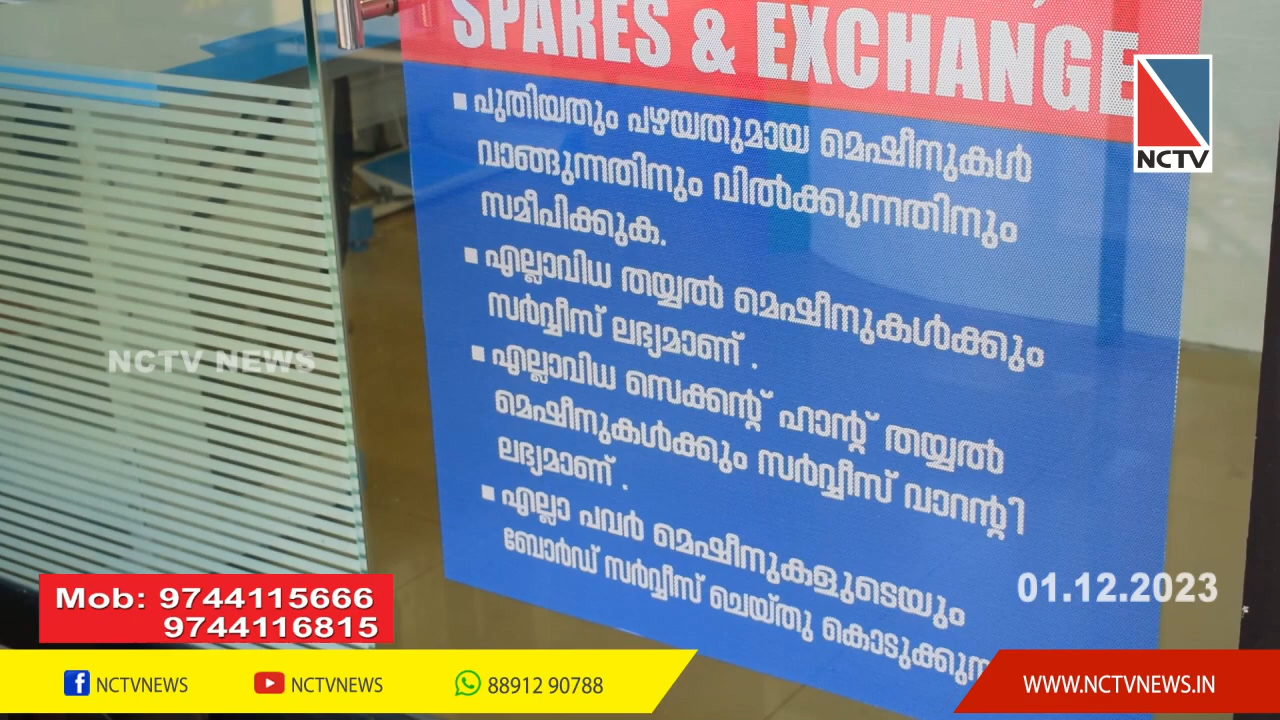 SPARES & EXCHANGE
NCTV
▪ പുതിയതും പഴയതുമായ മെഷീനുകൾ
വാങ്ങുന്നതിനും വിൽക്കുന്നതിനും
സമീപിക്കുക.
▪ എല്ലാവിധ തയ്യൽ മെഷീനുകൾക്കും
സർവ്വീസ് ലഭ്യമാണ് .
▪ എല്ലാവിധ സെക്കന്റ് ഹാന്റ് തയ്യൽ
മെഷീനുകൾക്കും സർവ്വീസ് വാറന്റി
ലഭ്യമാണ് .
▪ എല്ലാ പവർ മെഷീനുകളുടെയും
ബോർഡ് സർവ്വീസ് ചെയ്തു
NCTV NEWS
01.12.2023
Mob: 9744115666
9744116815
NCTVNEWS
NCTVNEWS
88912 90788
WWW.NCTVNEWS.IN